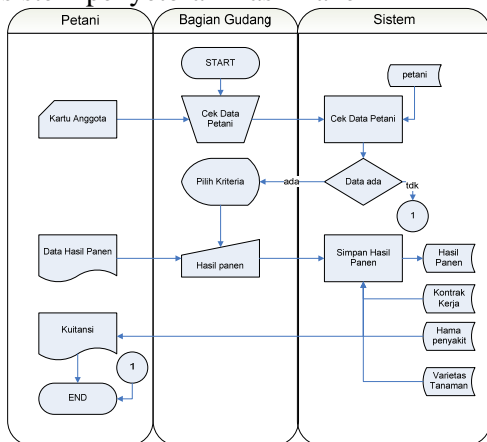 Petani
Bagian Gudang
Sistem
START
petani
Kartu Anggota
Cek Data
Petani
Cek Data Petani
Pilih Kriteria
ada
Data ada
tdk
1
Data Hasil Panen
Hasil panen
Simpan Hasil
Panen
Hasil
Panen
Kontrak
Kerja
Kuitansi
Hama
penyakit
1
END
Varietas
Tanaman